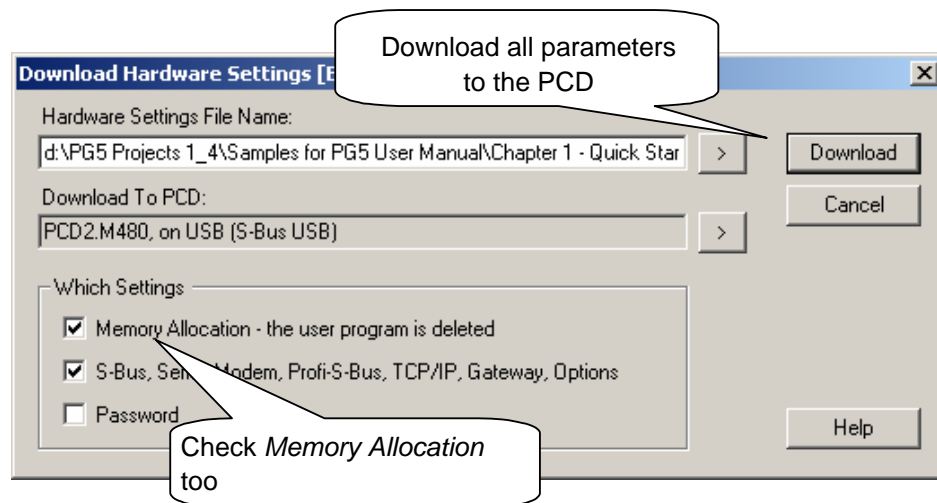 Download all parameters
to the PCD
Download Hardware Settings [
Hardware Settings File Name:
d:\PG5 Projects 1_4\Samples for PG5 User Manual\Chapter 1 - Quick Star
>
Download
Download To PCD:
Cancel
PCD2.M480, on USB (S-Bus USB)
>
Which Settings
Memory Allocation - the user program is deleted
S-Bus, Modem, Profi-S-Bus, TCP/IP, Gateway, Options
Password
Help
Check Memory Allocation
too